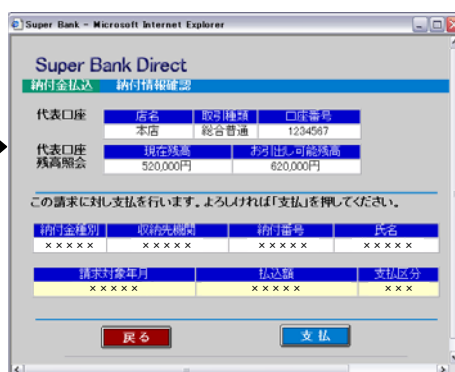 Super Bank - Microsoft Internet Explorer
Super Bank Direct
納付金払込 納付情報確認
代表口座 店名 取引種類 口座番号
本店 総合普通 1234567
代表口座残高照会 現在残高 お引出し可能残高
520,000円 620,000円
この請求に対し支払を行います。よろしければ「支払」を押してください。
納付金種別 収納先機関 納付番号 氏名
××××× ××××× ××××× ×××××
請求対象年月 払込額 支払区分
××××× ××××× ×××
戻る 支払